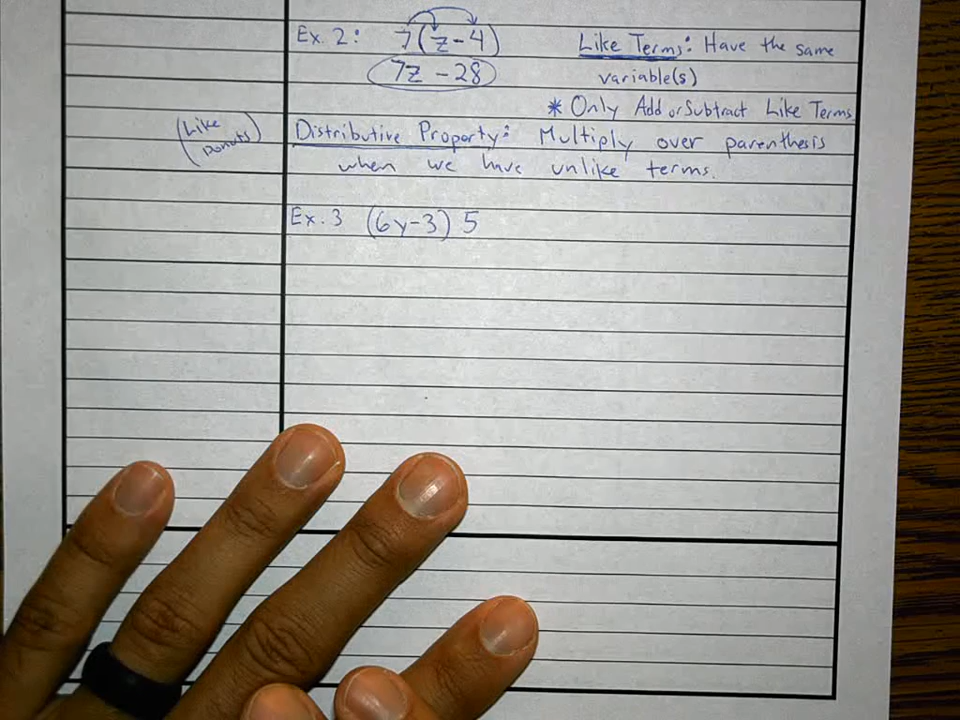 Ex. 2: 7(z-4)
7z - 28
Like Terms: Have the same
variable(s)
* Only Add or Subtract Like Terms
(Like
Donuts)
Distributive Property: Multiply over parenthesis
when we have unlike terms.
Ex. 3 (6y-3) 5